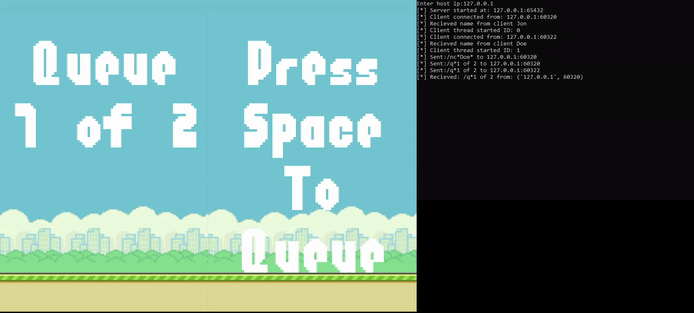 Queue
1 of 2
Press
Space
To
Queue
Enter host ip:127.0.0.1
[*] Server started at: 127.0.0.1:65432
[*] Client connected from: 127.0.0.1:60320
[*] Recieved name from client Jon
[*] Client thread started ID: 0
[*] Client connected from: 127.0.0.1:60322
[*] Recieved name from client Doe
[*] Client thread started ID: 1
[*] Sent:/nc*Doe* to 127.0.0.1:60320
[*] Sent:/q*1 of 2 to 127.0.0.1:60320
[*] Sent:/q*1 of 2 to 127.0.0.1:60322
[*] Recieved: /q*1 of 2 from: ('127.0.0.1', 60320)